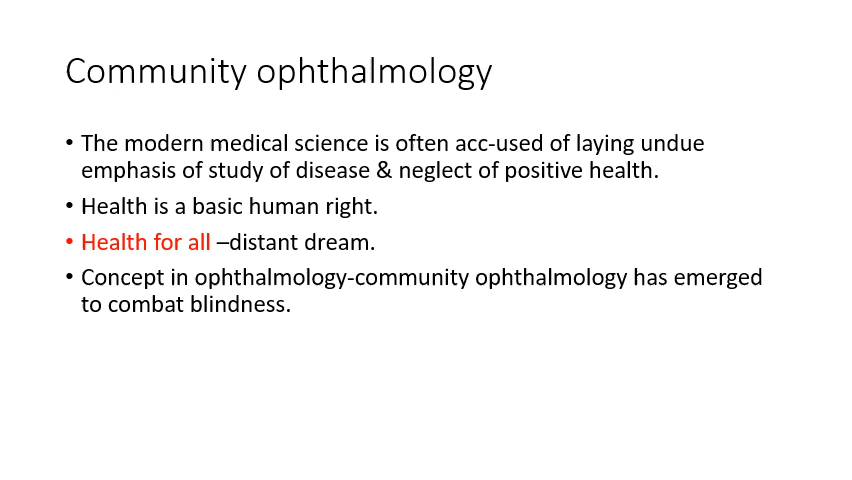 Community ophthalmology
• The modern medical science is often acc-used of laying undue
emphasis of study of disease & neglect of positive health.
• Health is a basic human right.
• Health for all –distant dream.
• Concept in ophthalmology-community ophthalmology has emerged
to combat blindness.